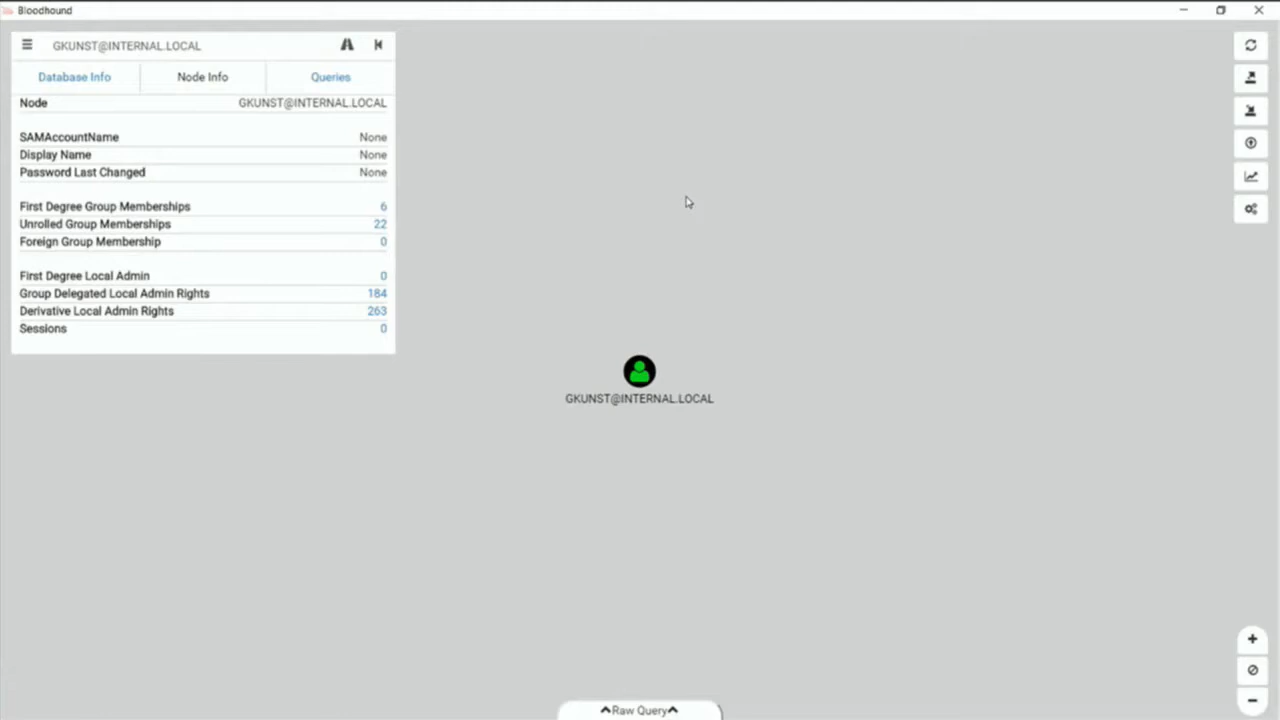 Bloodhound
GKUNST@INTERNAL.LOCAL
Database Info Node Info Queries
Node GKUNST@INTERNAL.LOCAL
SAMAccountName None
Display Name None
Password Last Changed None
First Degree Group Memberships 6
Unrolled Group Memberships 22
Foreign Group Membership 0
First Degree Local Admin 0
Group Delegated Local Admin Rights 184
Derivative Local Admin Rights 263
Sessions 0
GKUNST@INTERNAL.LOCAL
Raw Query